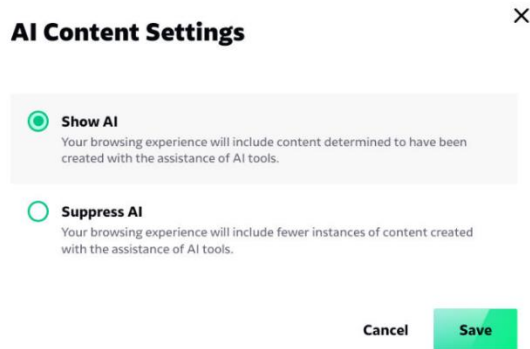 AI Content Settings
Show AI
Your browsing experience will include content determined to have been
created with the assistance of AI tools.
Suppress AI
Your browsing experience will include fewer instances of content created
with the assistance of AI tools.
Cancel
Save